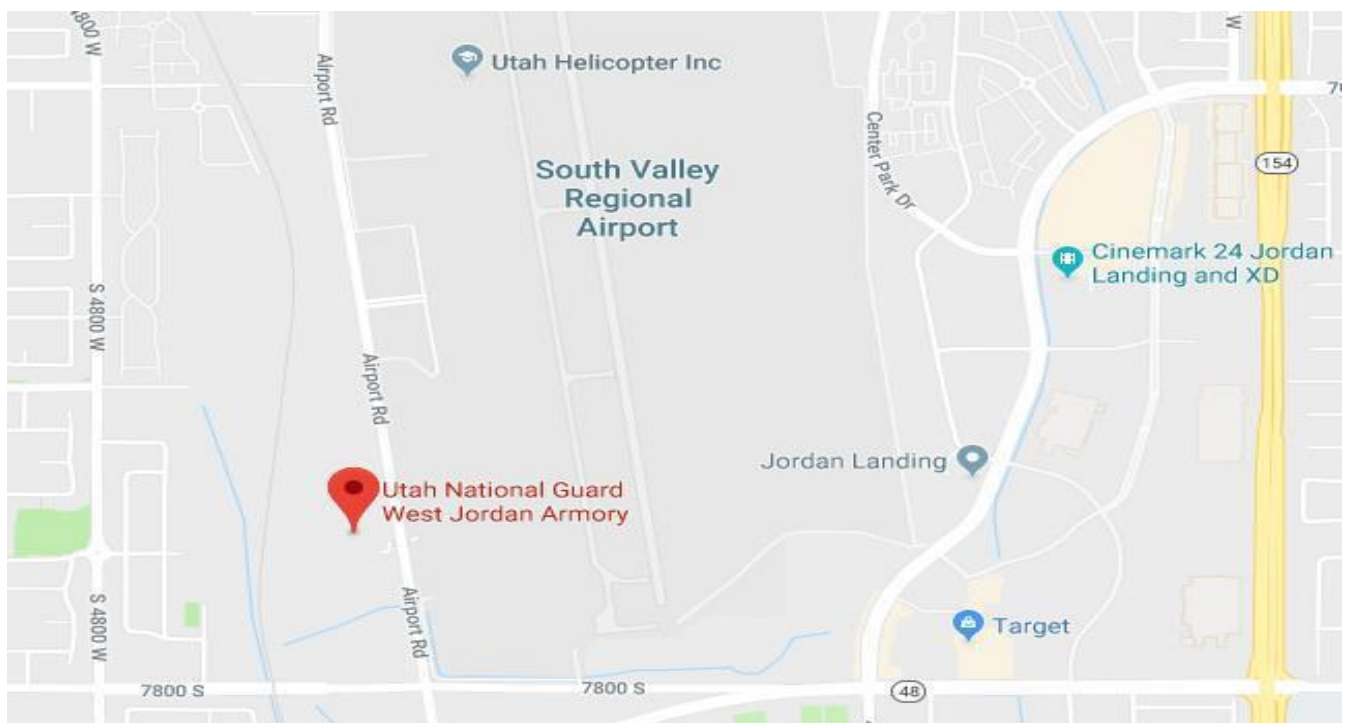 4800 W
Airport Rd
Utah Helicopter Inc
W
7
154
South Valley
Regional
Airport
Center Park Dr
Cinemark 24 Jordan
Landing and XD
S 4800 W
Airport Rd
Jordan Landing
Utah National Guard
West Jordan Armory
S 4800 W
Airport Rd
Target
7800 S
7800 S
48